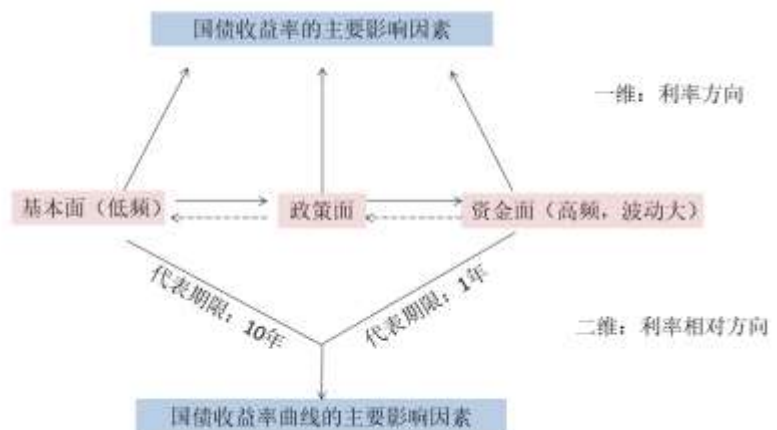 国债收益率的主要影响因素
一维：利率方向
基本面（低频）
政策面
资金面（高频，波动大）
代表期限：10年
代表期限：1年
二维：利率相对方向
国债收益率曲线的主要影响因素